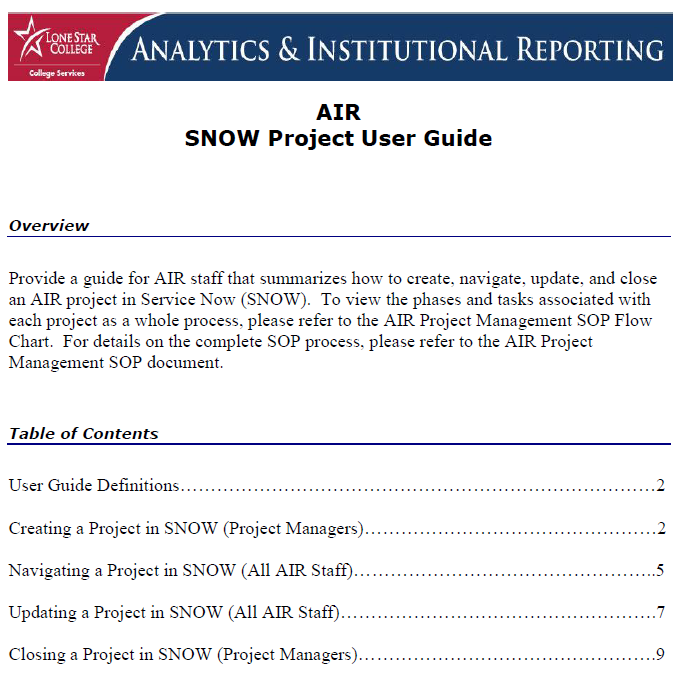 LONE STAR
COLLEGE
College Services
ANALYTICS & INSTITUTIONAL REPORTING
AIR
SNOW Project User Guide
Overview
Provide a guide for AIR staff that summarizes how to create, navigate, update, and close
an AIR project in Service Now (SNOW).  To view the phases and tasks associated with
each project as a whole process, please refer to the AIR Project Management SOP Flow
Chart.  For details on the complete SOP process, please refer to the AIR Project
Management SOP document.
Table of Contents
User Guide Definitions……………………………………………………………………2
Creating a Project in SNOW (Project Managers)…………………………………………2
Navigating a Project in SNOW (All AIR Staff)…………………………………………..5
Updating a Project in SNOW (All AIR Staff)……………………………………………7
Closing a Project in SNOW (Project Managers)…………………………………………9